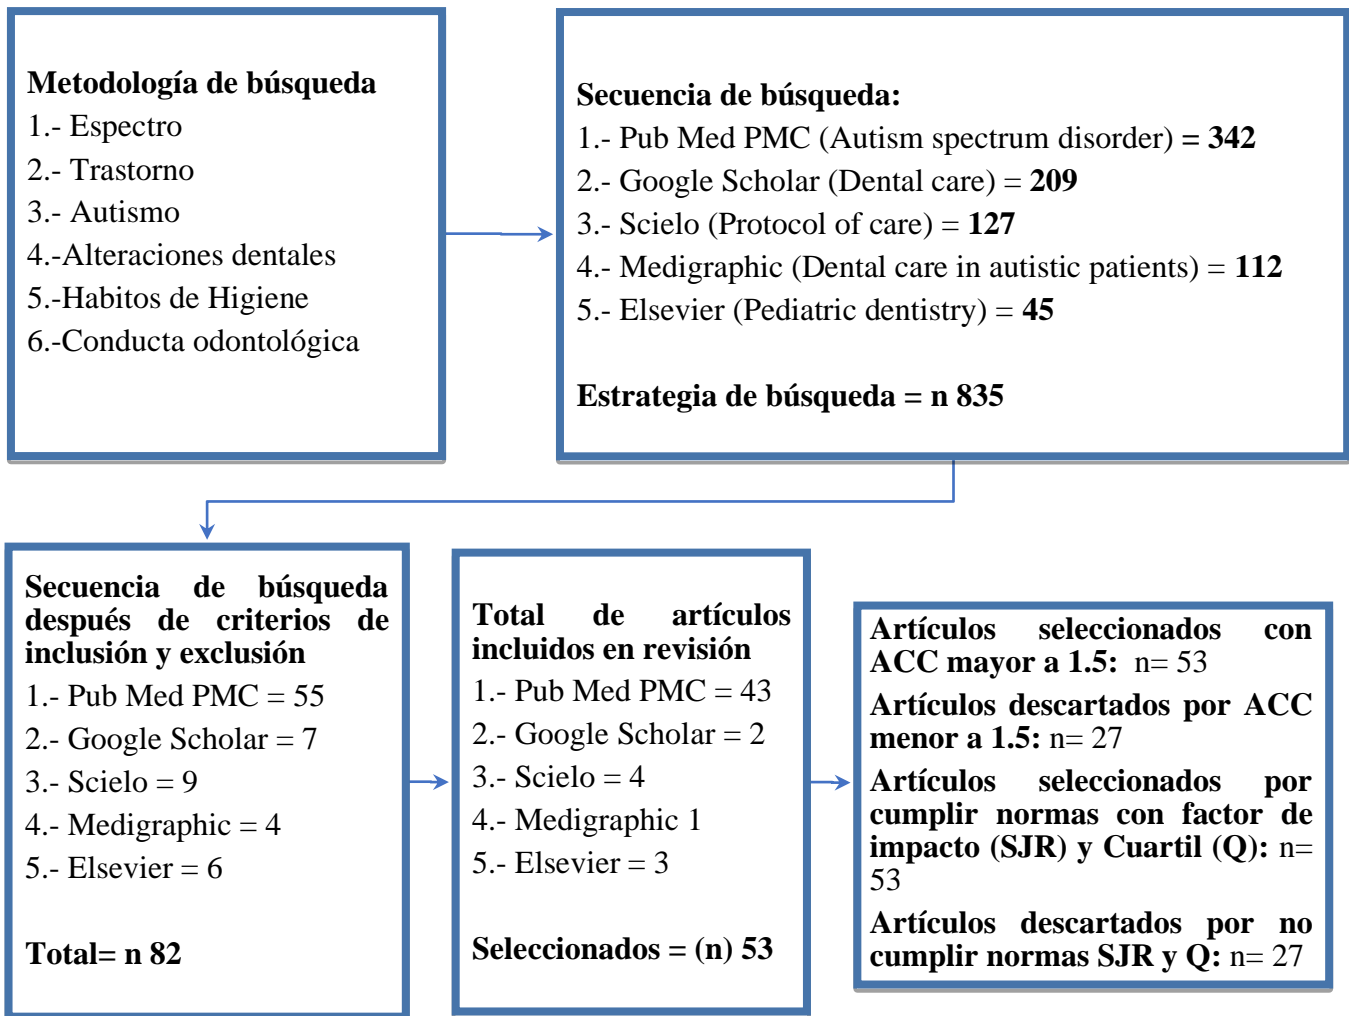 Metodología de búsqueda
1.- Espectro
2.- Trastorno
3.- Autismo
4.-Alteraciones dentales
5.-Habitos de Higiene
6.-Conducta odontológica
Secuencia de búsqueda:
1.- Pub Med PMC (Autism spectrum disorder) = 342
2.- Google Scholar (Dental care) = 209
3.- Scielo (Protocol of care) = 127
4.- Medigraphic (Dental care in autistic patients) = 112
5.- Elsevier (Pediatric dentistry) = 45
Estrategia de búsqueda = n 835
Secuencia de búsqueda
después de criterios de
inclusión y exclusión
1.- Pub Med PMC = 55
2.- Google Scholar = 7
3.- Scielo = 9
4.- Medigraphic = 4
5.- Elsevier = 6
Total= n 82
Total de artículos
incluidos en revisión
1.- Pub Med PMC = 43
2.- Google Scholar = 2
3.- Scielo = 4
4.- Medigraphic 1
5.- Elsevier = 3
Seleccionados = (n) 53
Artículos seleccionados con
ACC mayor a 1.5: n= 53
Artículos descartados por ACC
menor a 1.5: n= 27
Artículos seleccionados por
cumplir normas con factor de
impacto (SJR) y Cuartil (Q): n=
53
Artículos descartados por no
cumplir normas SJR y Q: n= 27